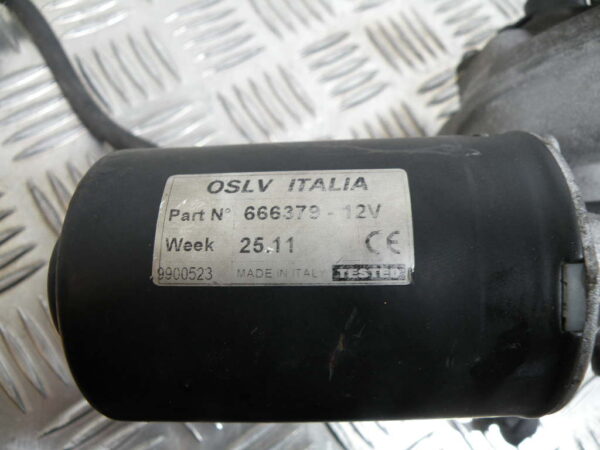 OSLV ITALIA
Part N° 666379 - 12V
Week 25.11 CE
9900523 MADE IN ITALY TESTED